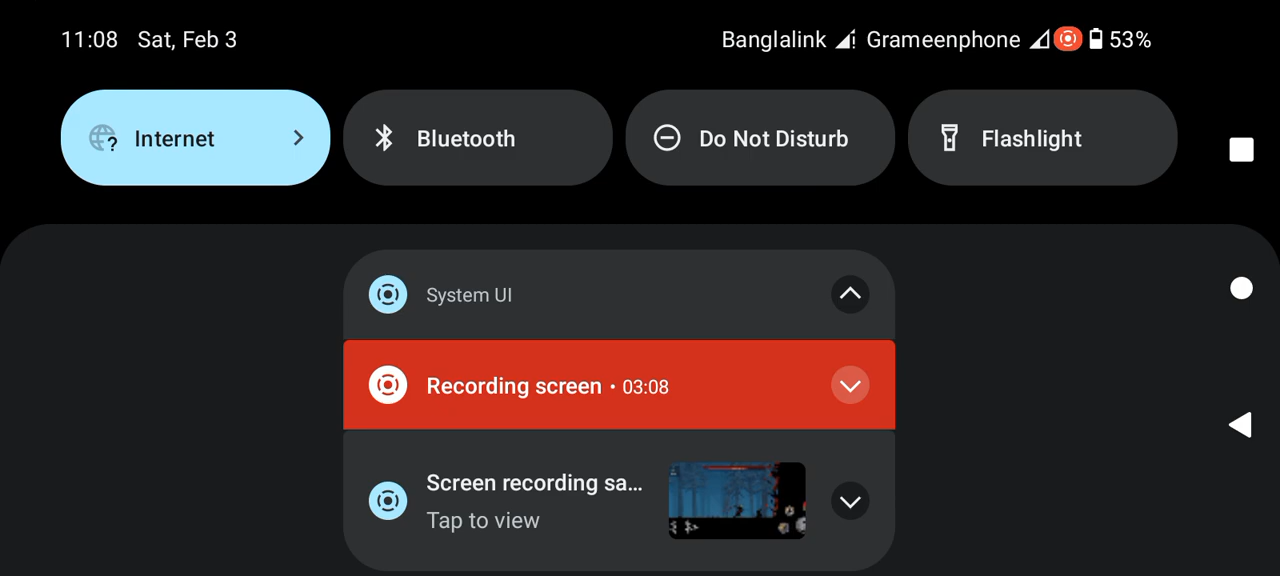 11:08 Sat, Feb 3 Banglalink Grameenphone 53%
Internet Bluetooth Do Not Disturb Flashlight
System UI
Recording screen • 03:08
Screen recording sa...
Tap to view